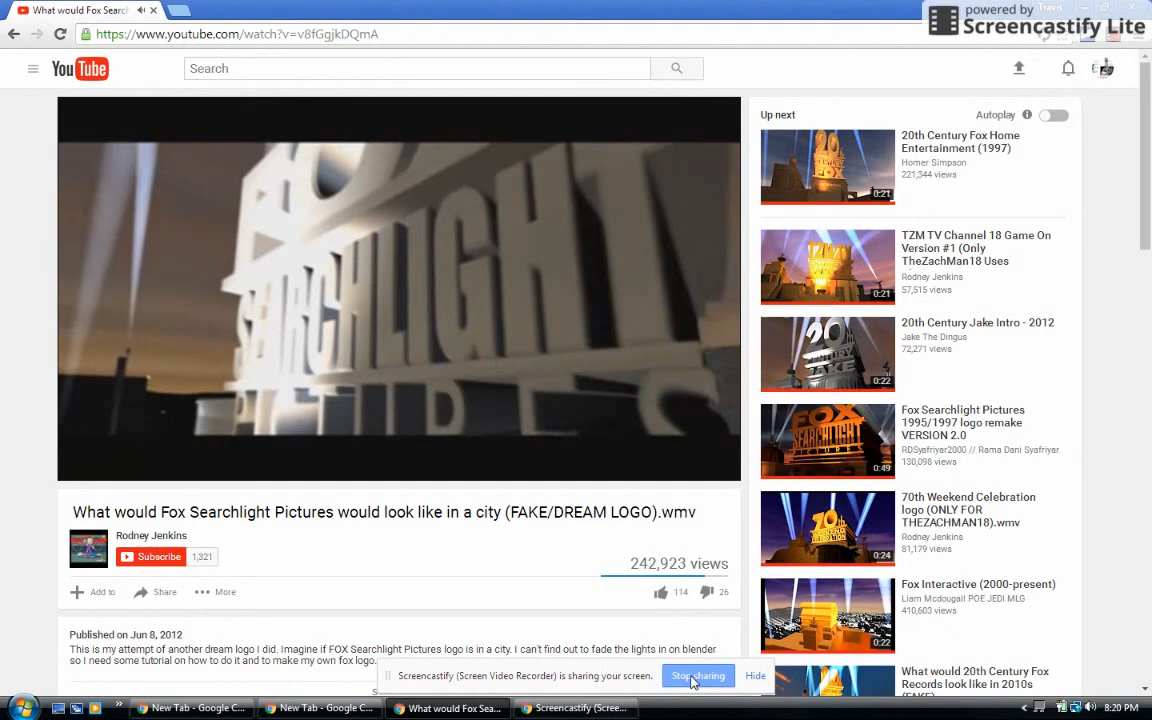 What would Fox Search
Travis
powered by
Screencastify Lite
https://www.youtube.com/watch?v=v8fGgjkDQmA
YouTube
Search
SEARCHLIGHT
Up next
Autoplay
20th Century Fox Home
Entertainment (1997)
Homer Simpson
221,344 views
0:21
TZM TV Channel 18 Game On
Version #1 (Only
TheZachMan18 Uses
Rodney Jenkins
57,515 views
0:21
20th Century Jake Intro - 2012
Jake The Dingus
72,271 views
20TH
CENTURY
JAKE
0:22
Fox Searchlight Pictures
1995/1997 logo remake
VERSION 2.0
RDSyafriyar2000 // Rama Dani Syafriyar
130,098 views
FOX
SEARCHLIGHT
PICTURES
0:49
70th Weekend Celebration
logo (ONLY FOR
THEZACHMAN18).wmv
Rodney Jenkins
81,179 views
0:24
Fox Interactive (2000-present)
Liam Mcdougall POE JEDI MLG
410,603 views
0:22
What would 20th Century Fox
Records look like in 2010s
(FAKE)
What would Fox Searchlight Pictures would look like in a city (FAKE/DREAM LOGO).wmv
Rodney Jenkins
Subscribe 1,321
242,923 views
Add to Share More
114 26
Published on Jun 8, 2012
This is my attempt of another dream logo I did. Imagine if FOX Searchlight Pictures logo is in a city. I can't find out to fade the lights in on blender
so I need some tutorial on how to do it and to make my own fox logo.
Screencastify (Screen Video Recorder) is sharing your screen. Stop sharing Hide
New Tab - Google C... New Tab - Google C... What would Fox Sea... Screencastify (Scree... 8:20 PM